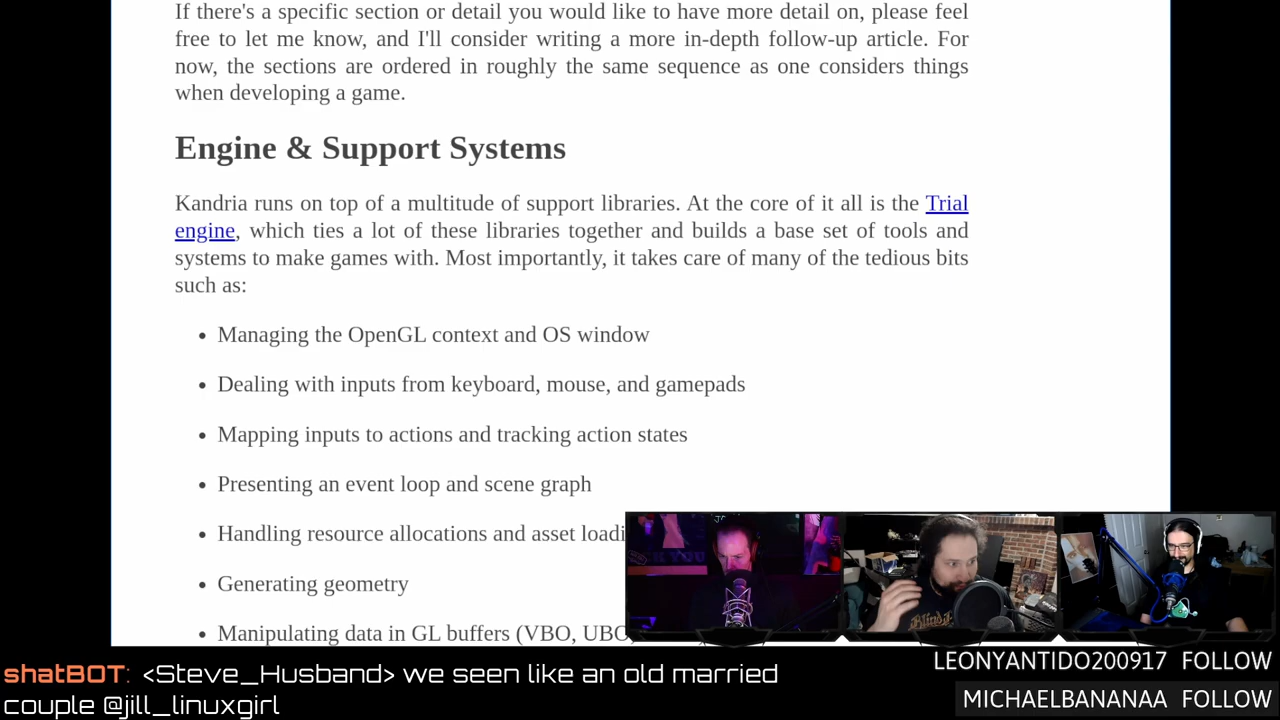 If there's a specific section or detail you would like to have more detail on, please feel
free to let me know, and I'll consider writing a more in-depth follow-up article. For
now, the sections are ordered in roughly the same sequence as one considers things
when developing a game.
Engine & Support Systems
Kandria runs on top of a multitude of support libraries. At the core of it all is the Trial
engine, which ties a lot of these libraries together and builds a base set of tools and
systems to make games with. Most importantly, it takes care of many of the tedious bits
such as:
• Managing the OpenGL context and OS window
• Dealing with inputs from keyboard, mouse, and gamepads
• Mapping inputs to actions and tracking action states
• Presenting an event loop and scene graph
• Handling resource allocations and asset loadi
• Generating geometry
• Manipulating data in GL buffers (VBO, UBO,
shatBOT: <Steve_Husband> we seen like an old married
couple @jill_linuxgirl
LEONYANTIDO200917 FOLLOW
MICHAELBANANAA FOLLOW